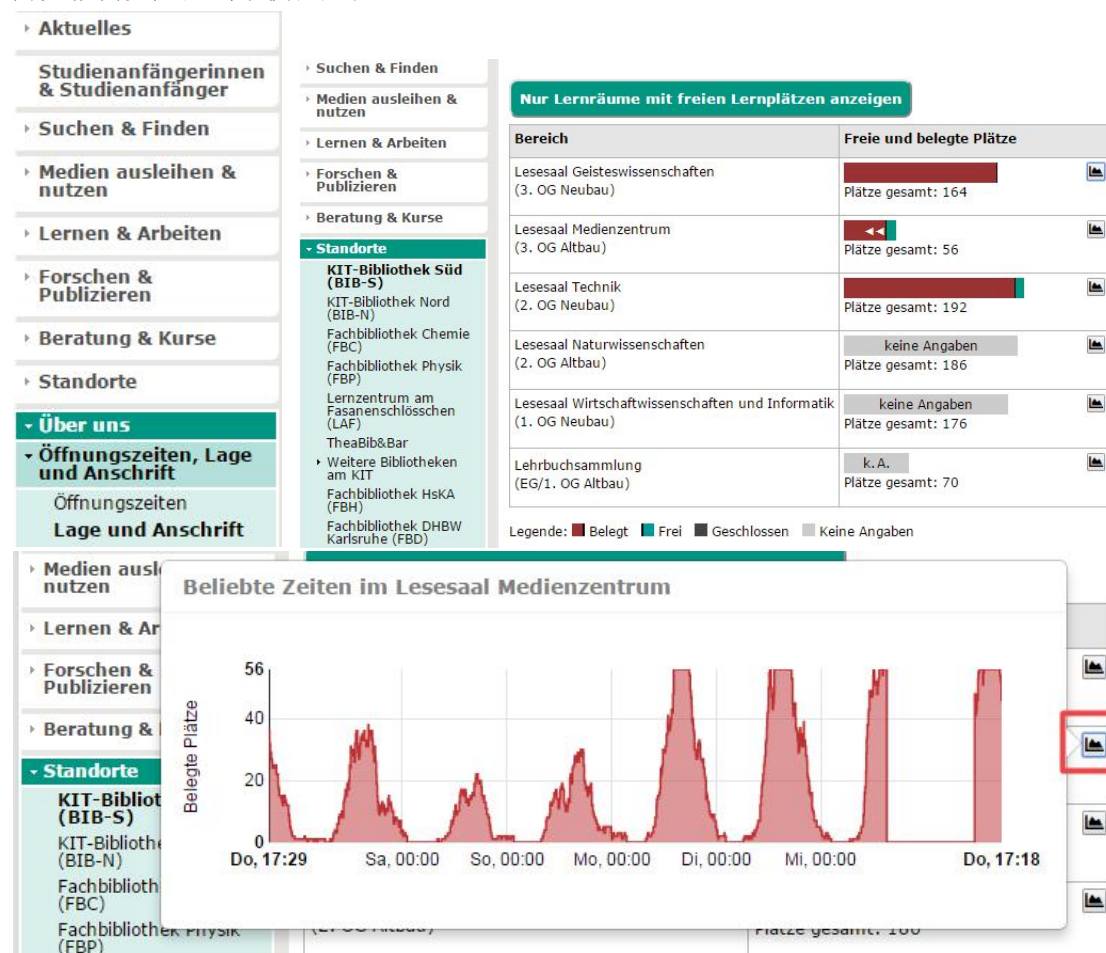 Aktuelles
Studienanfängerinnen
& Studienanfänger
Suchen & Finden
Medien ausleihen &
nutzen
Lernen & Arbeiten
Forschen &
Publizieren
Beratung & Kurse
Standorte
Über uns
Öffnungszeiten, Lage
und Anschrift
Öffnungszeiten
Lage und Anschrift
Suchen & Finden
Medien ausleihen &
nutzen
Lernen & Arbeiten
Forschen &
Publizieren
Beratung & Kurse
Standorte
KIT-Bibliothek Süd
(BIB-S)
KIT-Bibliothek Nord
(BIB-N)
Fachbibliothek Chemie
(FBC)
Fachbibliothek Physik
(FBP)
Lernzentrum am
Fasanenschlösschen
(LAF)
TheaBib&Bar
Weitere Bibliotheken
am KIT
Fachbibliothek HsKA
(FBH)
Fachbibliothek DHBW
Karlsruhe (FBD)
Nur Lernräume mit freien Lernplätzen anzeigen
Bereich Freie und belegte Plätze
Lesesaal Geisteswissenschaften
(3. OG Neubau) Plätze gesamt: 164
Lesesaal Medienzentrum
(3. OG Altbau) Plätze gesamt: 56
Lesesaal Technik
(2. OG Neubau) Plätze gesamt: 192
Lesesaal Naturwissenschaften keine Angaben
(2. OG Altbau) Plätze gesamt: 186
Lesesaal Wirtschaftwissenschaften und Informatik keine Angaben
(1. OG Neubau) Plätze gesamt: 176
Lehrbuchsammlung k.A.
(EG/1. OG Altbau) Plätze gesamt: 70
Legende: Belegt Frei Geschlossen Keine Angaben
Medien ausl
nutzen
Lernen & Ar
Forschen &
Publizieren
Beratung &
Standorte
KIT-Bibliot
(BIB-S)
KIT-Bibliothe
(BIB-N)
Fachbiblioth
(FBC)
Fachbibliothek Physik
(FBP)
Beliebte Zeiten im Lesesaal Medienzentrum
Belegte Plätze
56
40
20
0
Do, 17:29 Sa, 00:00 So, 00:00 Mo, 00:00 Di, 00:00 Mi, 00:00 Do, 17:18